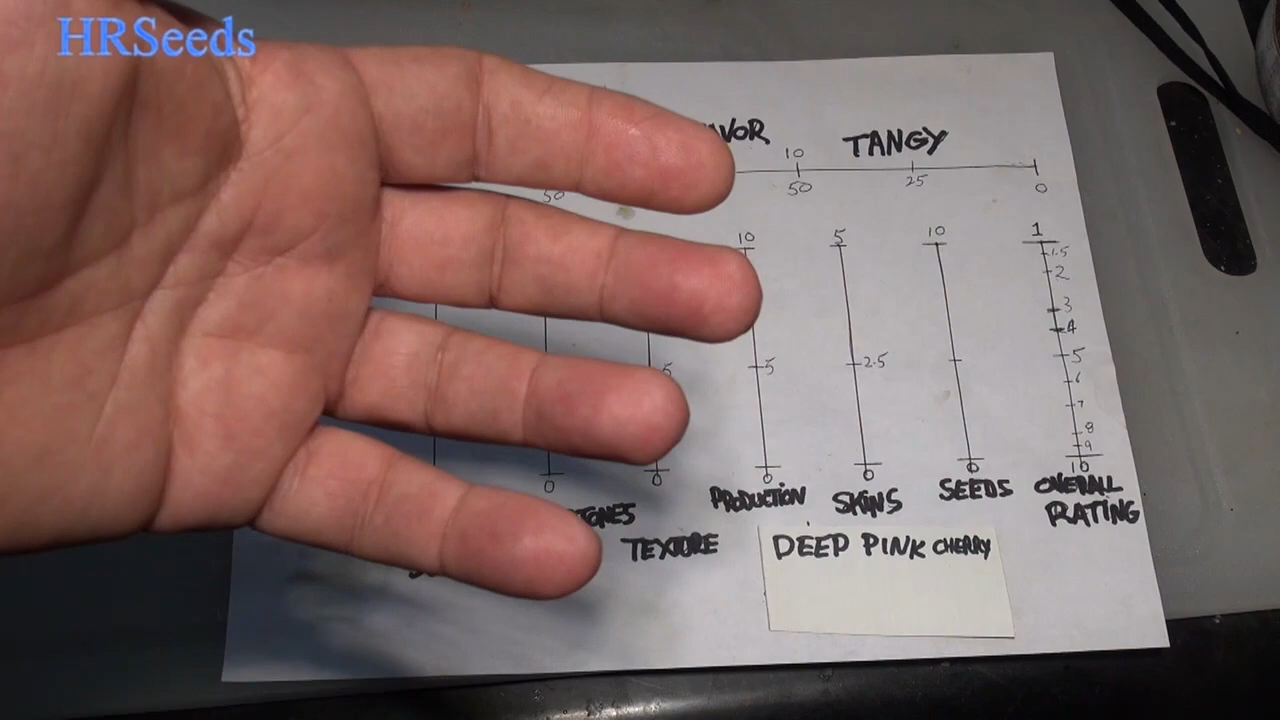 HRSeeds
VOR TANGY
10
50 50 25 0
10 5 10 1
1.5
2
3
4
5 5 2.5 5
6
7
8
9
0 0 0 0 0 10
PRODUCTION SKINS SEEDS OVERALL
RATING
TONES
TEXTURE
DEEP PINK CHERRY